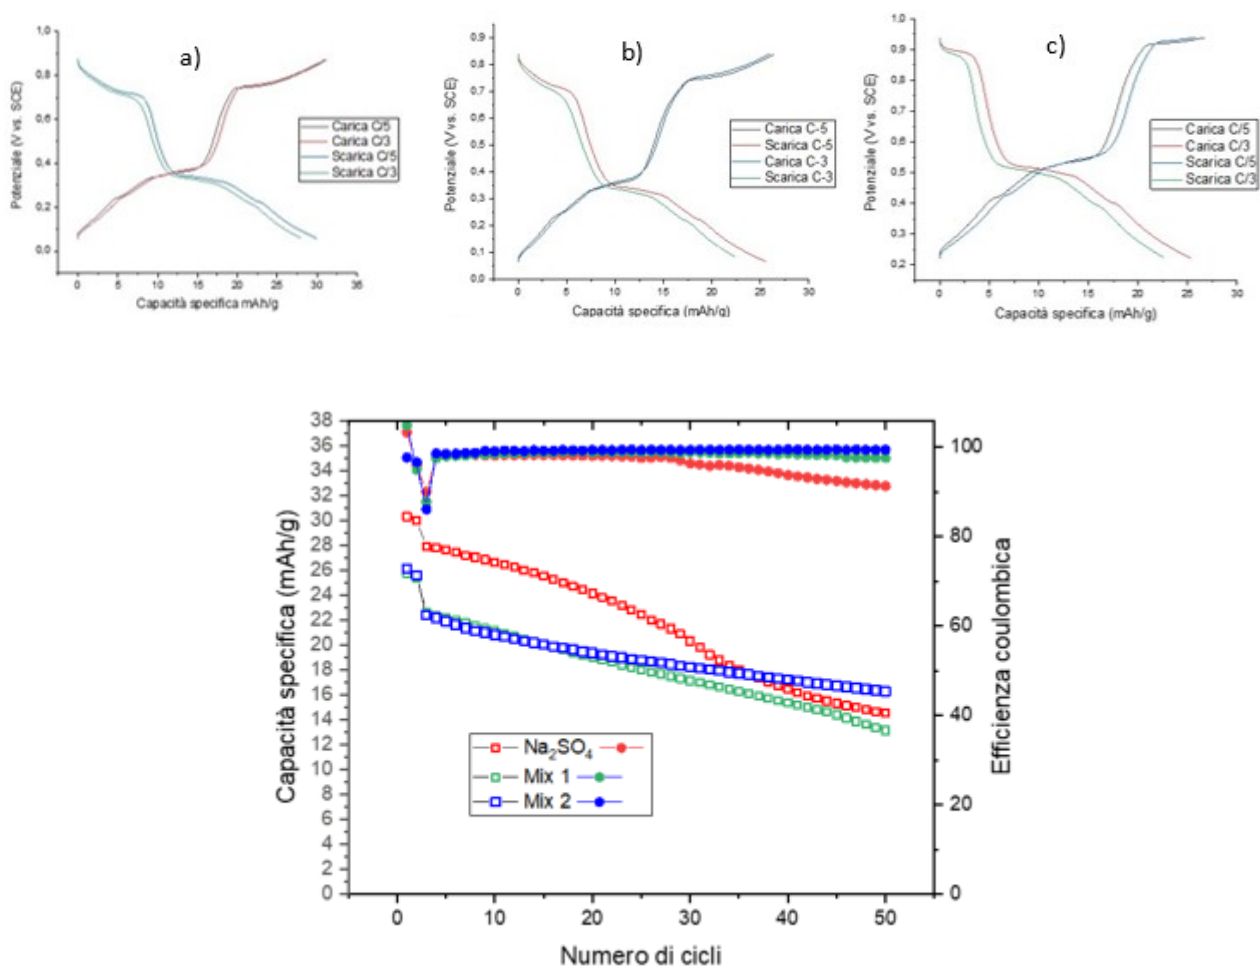 a)
1,0
0,8
0,6
0,4
0,2
0,0
Potenziale (V vs. SCE)
Carica C/5
Carica C/3
Scarica C/5
Scarica C/3
0 5 10 15 20 25 30 35
Capacità specifica mAh/g
b)
0,9
0,8
0,7
0,6
0,5
0,4
0,3
0,2
0,1
0,0
Potenziale (V vs. SCE)
Carica C-5
Scarica C-5
Carica C-3
Scarica C-3
0 5 10 15 20 25 30
Capacità specifica (mAh/g)
c)
1,0
0,9
0,8
0,7
0,6
0,5
0,4
0,3
0,2
Potenziale (V vs. SCE)
Carica C/5
Carica C/3
Scarica C/5
Scarica C/3
0 5 10 15 20 25 30
Capacità specifica (mAh/g)
38
36
34
32
30
28
26
24
22
20
18
16
14
12
10
8
6
4
2
0
Capacità specifica (mAh/g)
Na₂SO₄
Mix 1
Mix 2
100
80
60
40
20
0
Efficienza coulombica
0 10 20 30 40 50
Numero di cicli